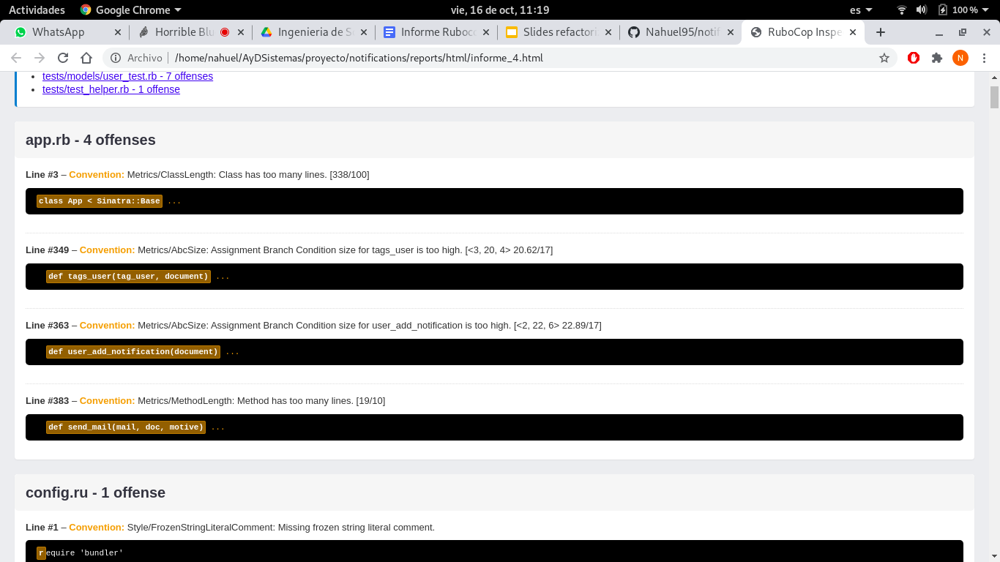 Actividades Google Chrome vie, 16 de oct, 11:19 es 100 %
WhatsApp Horrible Blu Ingenieria de S Informe Ruboc Slides refactori Nahuel95/notif RuboCop Inspe
Archivo /home/nahuel/AyDSistemas/proyecto/notifications/reports/html/informe_4.html N
• tests/models/user_test.rb - 7 offenses
• tests/test_helper.rb - 1 offense
app.rb - 4 offenses
Line #3 – Convention: Metrics/ClassLength: Class has too many lines. [338/100]
class App < Sinatra::Base ...
Line #349 – Convention: Metrics/AbcSize: Assignment Branch Condition size for tags_user is too high. [<3, 20, 4> 20.62/17]
def tags_user(tag_user, document) ...
Line #363 – Convention: Metrics/AbcSize: Assignment Branch Condition size for user_add_notification is too high. [<2, 22, 6> 22.89/17]
def user_add_notification(document) ...
Line #383 – Convention: Metrics/MethodLength: Method has too many lines. [19/10]
def send_mail(mail, doc, motive) ...
config.ru - 1 offense
Line #1 – Convention: Style/FrozenStringLiteralComment: Missing frozen string literal comment.
require 'bundler'